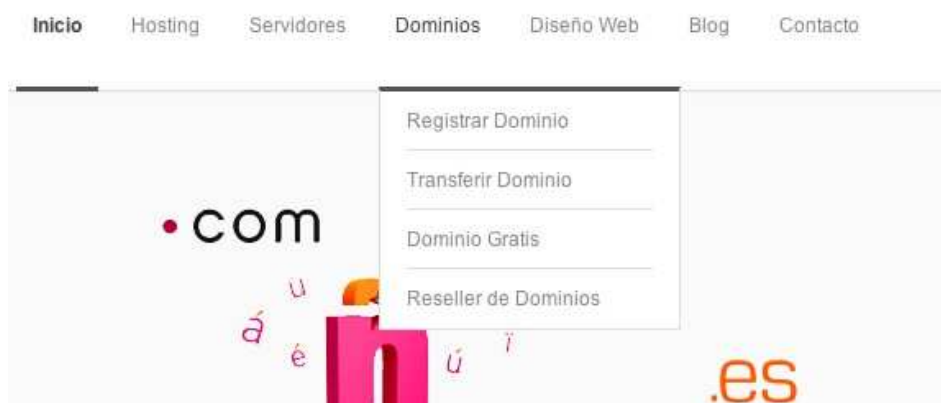 Inicio Hosting Servidores Dominios Diseño Web Blog Contacto
Registrar Dominio
Transferir Dominio
Dominio Gratis
Reseller de Dominios
.com
ü
á
é
ñ
ú
ï
.es